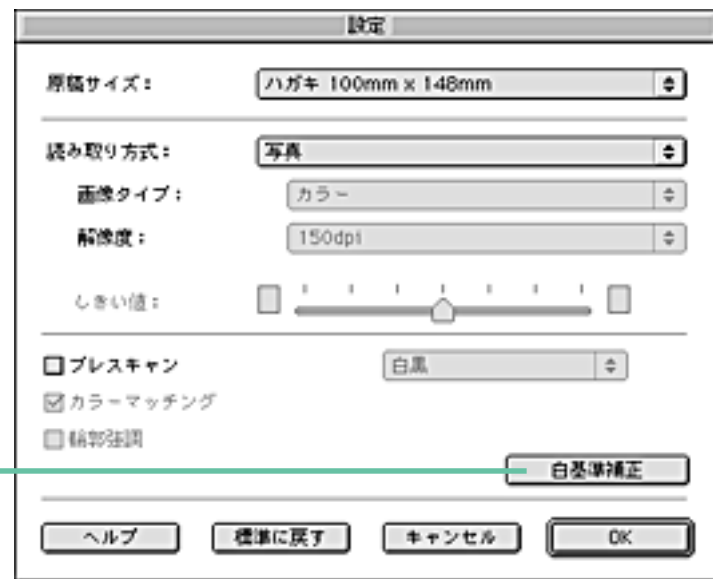 設定
原稿サイズ： ハガキ 100mm x 148mm
読み取り方式： 写真
画像タイプ： カラー
解像度： 150dpi
しきい値：
プレスキャン 白黒
カラーマッチング
輪郭強調
白基準補正
ヘルプ 標準に戻す キャンセル OK